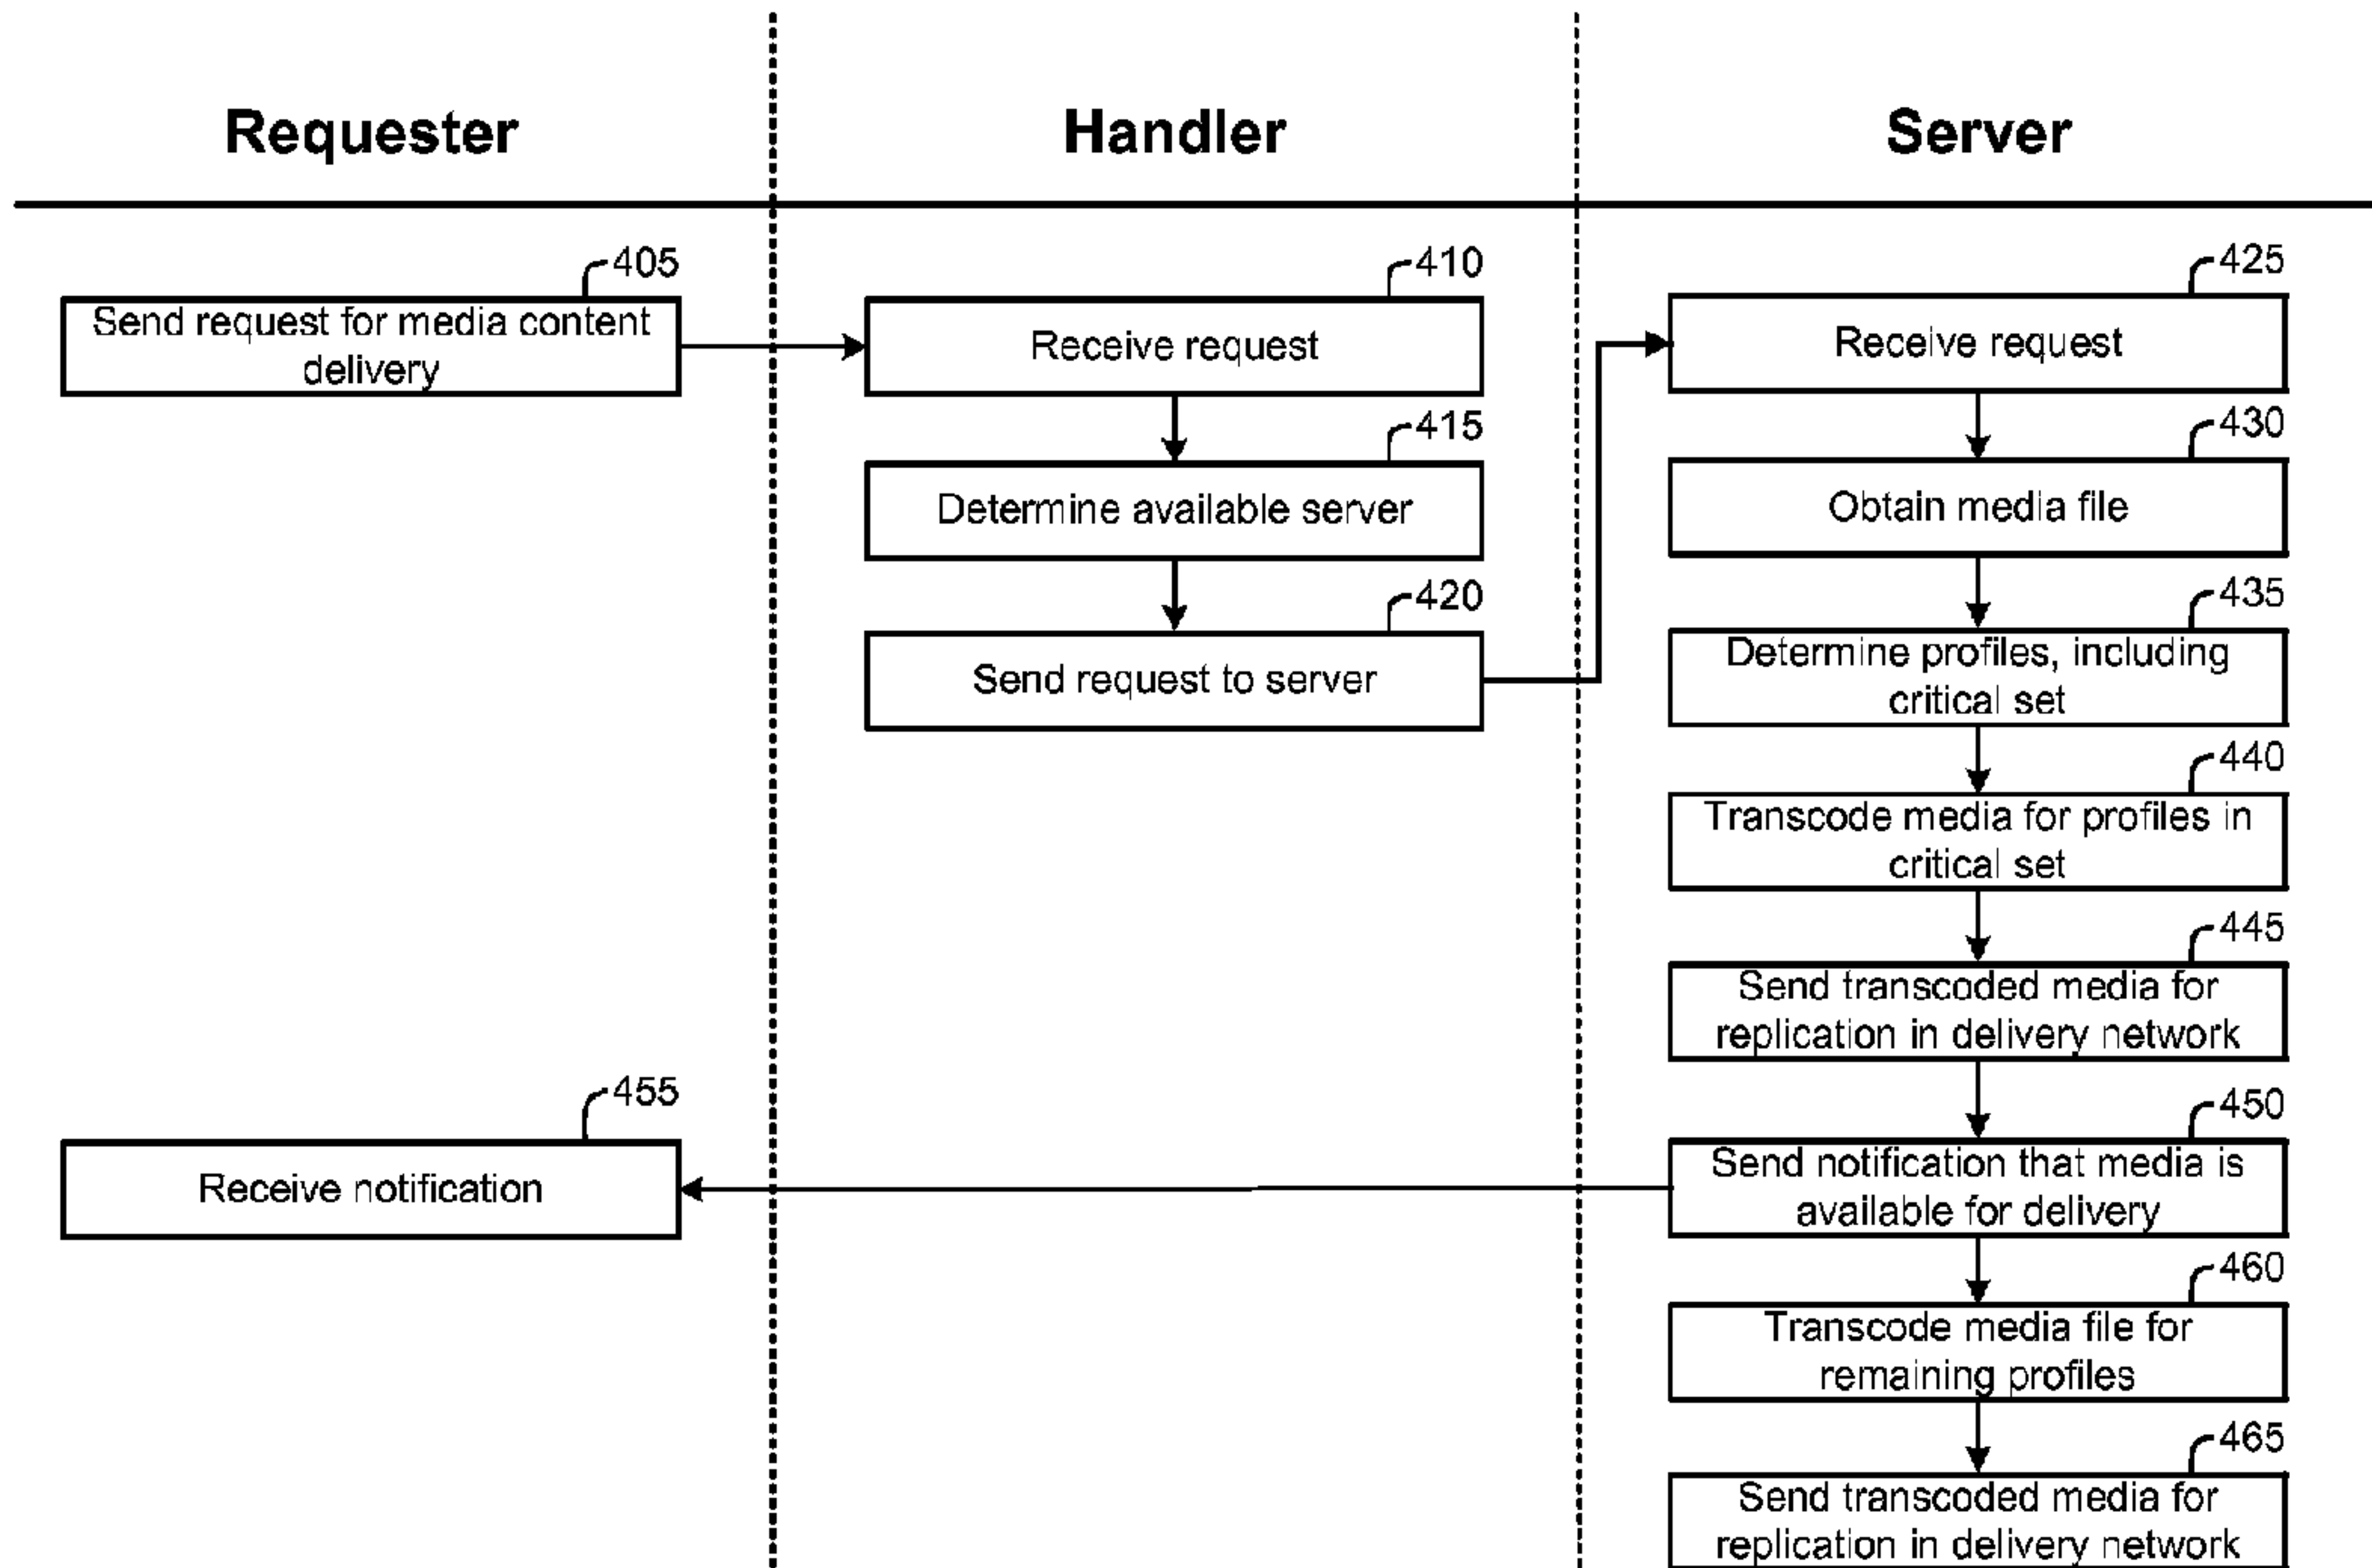 Requester
Handler
Server
405
Send request for media content
delivery
410
Receive request
415
Determine available server
420
Send request to server
425
Receive request
430
Obtain media file
435
Determine profiles, including
critical set
440
Transcode media for profiles in
critical set
445
Send transcoded media for
replication in delivery network
450
Send notification that media is
available for delivery
455
Receive notification
460
Transcode media file for
remaining profiles
465
Send transcoded media for
replication in delivery network